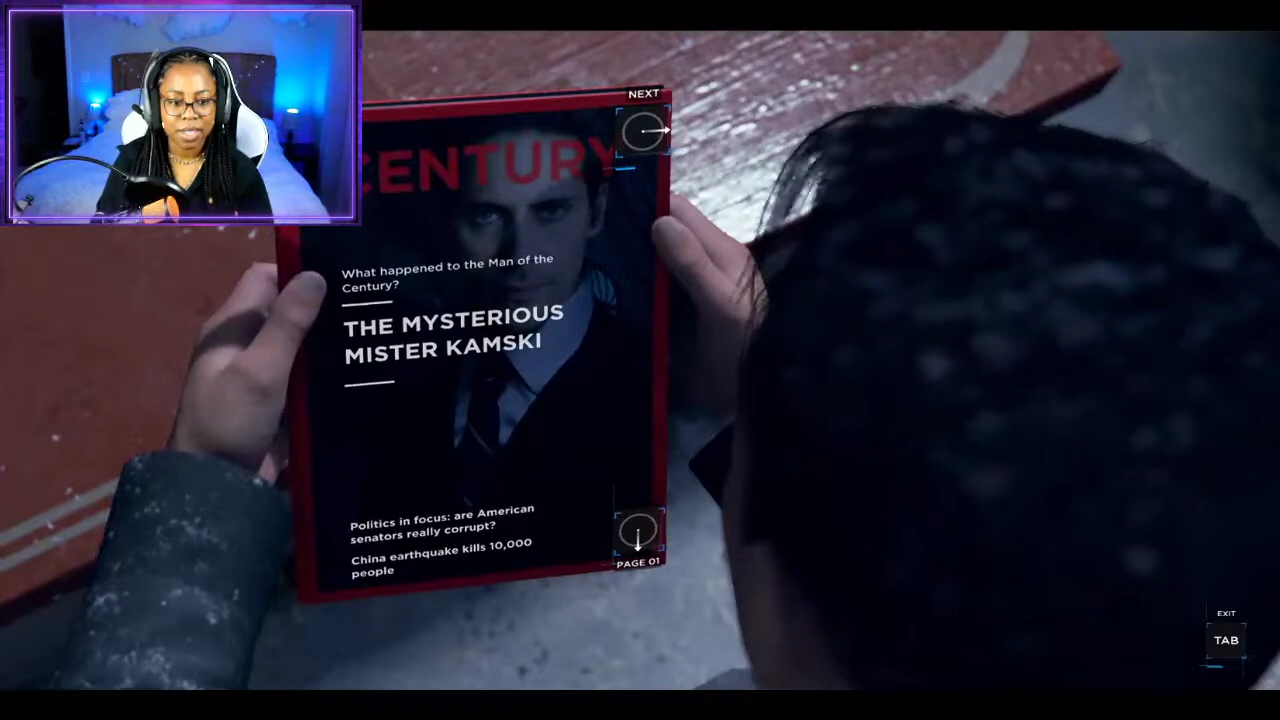 NEXT
CENTURY
What happened to the Man of the
Century?
THE MYSTERIOUS
MISTER KAMSKI
Politics in focus: are American
senators really corrupt?
China earthquake kills 10,000
people
PAGE 01
EXIT
TAB